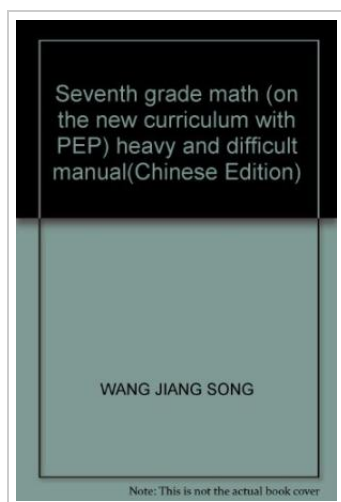 Seventh grade math (on
the new curriculum with
PEP) heavy and difficult
manual(Chinese Edition)
WANG JIANG SONG
Note: This is not the actual book cover